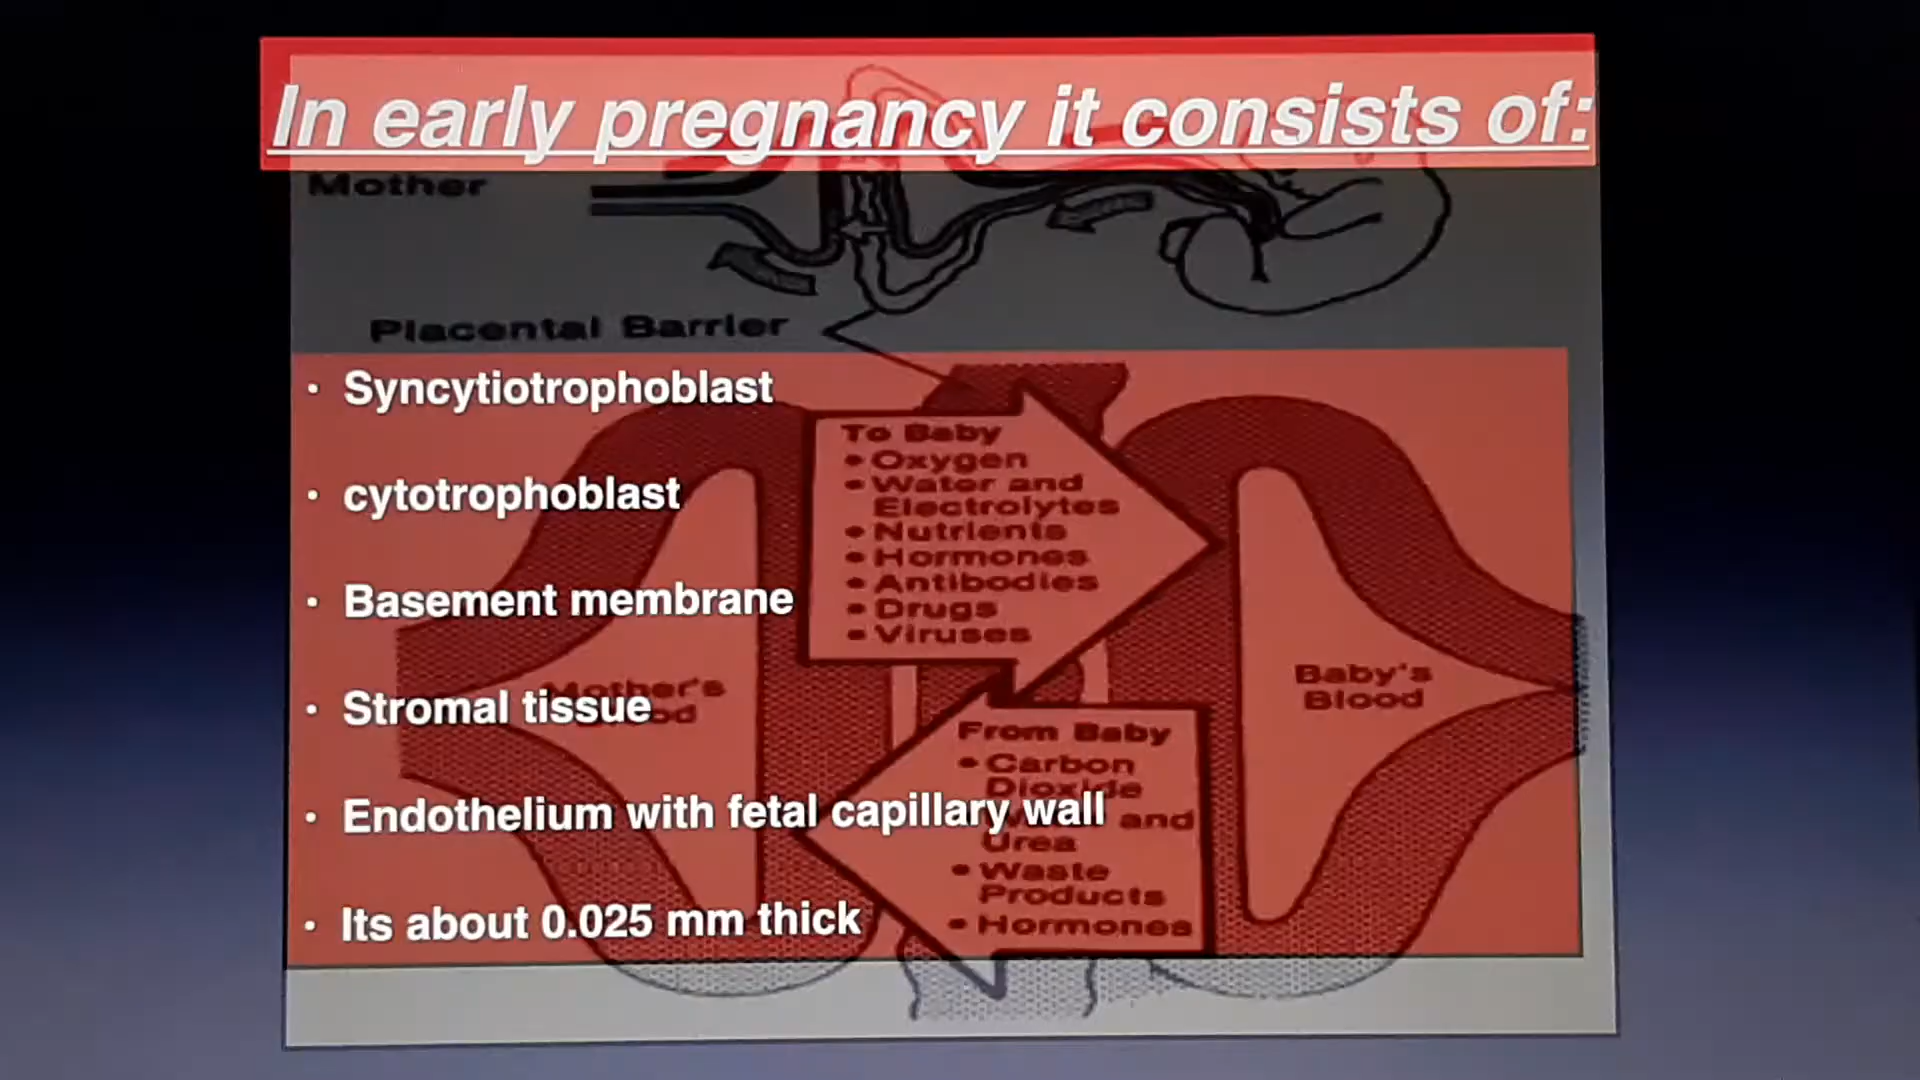 In early pregnancy it consists of:
Mother
Placental Barrier
• Syncytiotrophoblast
• cytotrophoblast
• Basement membrane
• Stromal tissue
• Endothelium with fetal capillary wall
• Its about 0.025 mm thick
To Baby
• Oxygen
• Water and
Electrolytes
• Nutrients
• Hormones
• Antibodies
• Drugs
• Viruses
Mother's
Baby's
Blood
From Baby
• Carbon
Dioxide
and
Urea
• Waste
Products
• Hormones